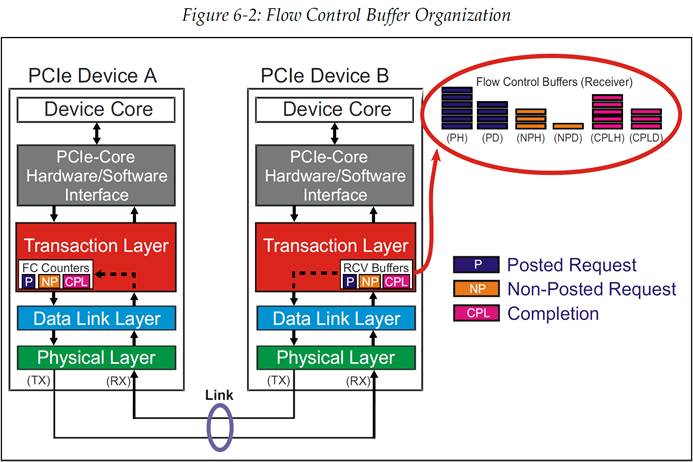 Figure 6-2: Flow Control Buffer Organization
PCIe Device A
Device Core
PCIe-Core
Hardware/Software
Interface
Transaction Layer
FC Counters
P NP CPL
Data Link Layer
Physical Layer
(TX) (RX)
PCIe Device B
Device Core
PCIe-Core
Hardware/Software
Interface
Transaction Layer
RCV Buffers
P NP CPL
Data Link Layer
Physical Layer
(TX) (RX)
Link
Flow Control Buffers (Receiver)
(PH) (PD) (NPH) (NPD) (CPLH) (CPLD)
P Posted Request
NP Non-Posted Request
CPL Completion